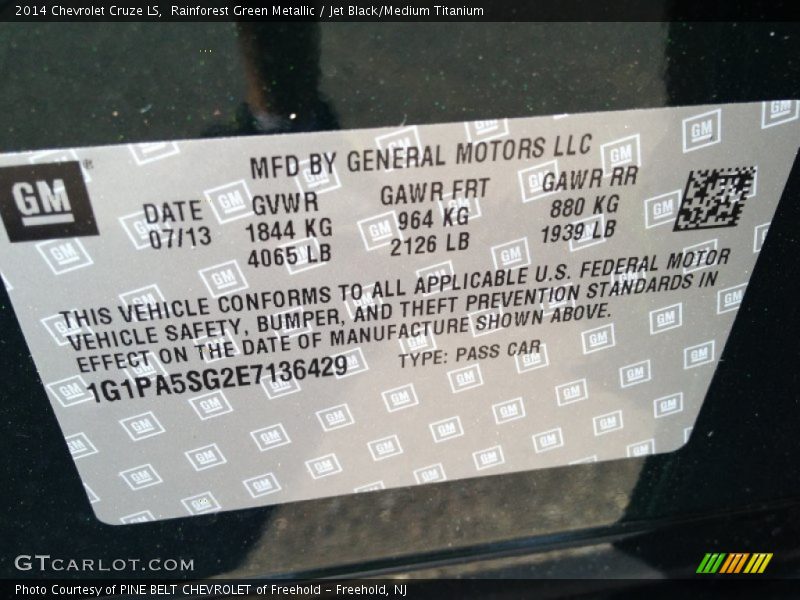 2014 Chevrolet Cruze LS, Rainforest Green Metallic / Jet Black/Medium Titanium
GM®
MFD BY GENERAL MOTORS LLC
DATE GVWR GAWR FRT GAWR RR
07/13 1844 KG 964 KG 880 KG
4065 LB 2126 LB 1939 LB
THIS VEHICLE CONFORMS TO ALL APPLICABLE U.S. FEDERAL MOTOR
VEHICLE SAFETY, BUMPER, AND THEFT PREVENTION STANDARDS IN
EFFECT ON THE DATE OF MANUFACTURE SHOWN ABOVE.
1G1PA5SG2E7136429 TYPE: PASS CAR
GTCARLOT.COM
Photo Courtesy of PINE BELT CHEVROLET of Freehold – Freehold, NJ